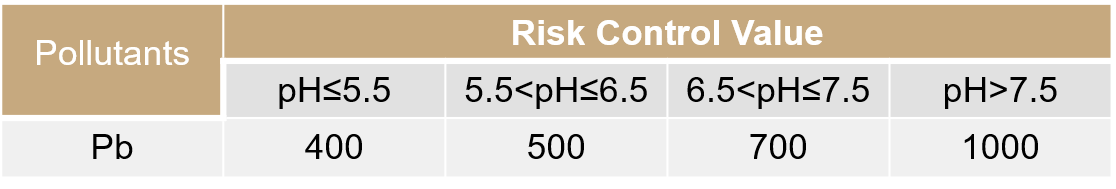 Pollutants
Risk Control Value
pH≤5.5 5.5<pH≤6.5 6.5<pH≤7.5 pH>7.5
Pb 400 500 700 1000